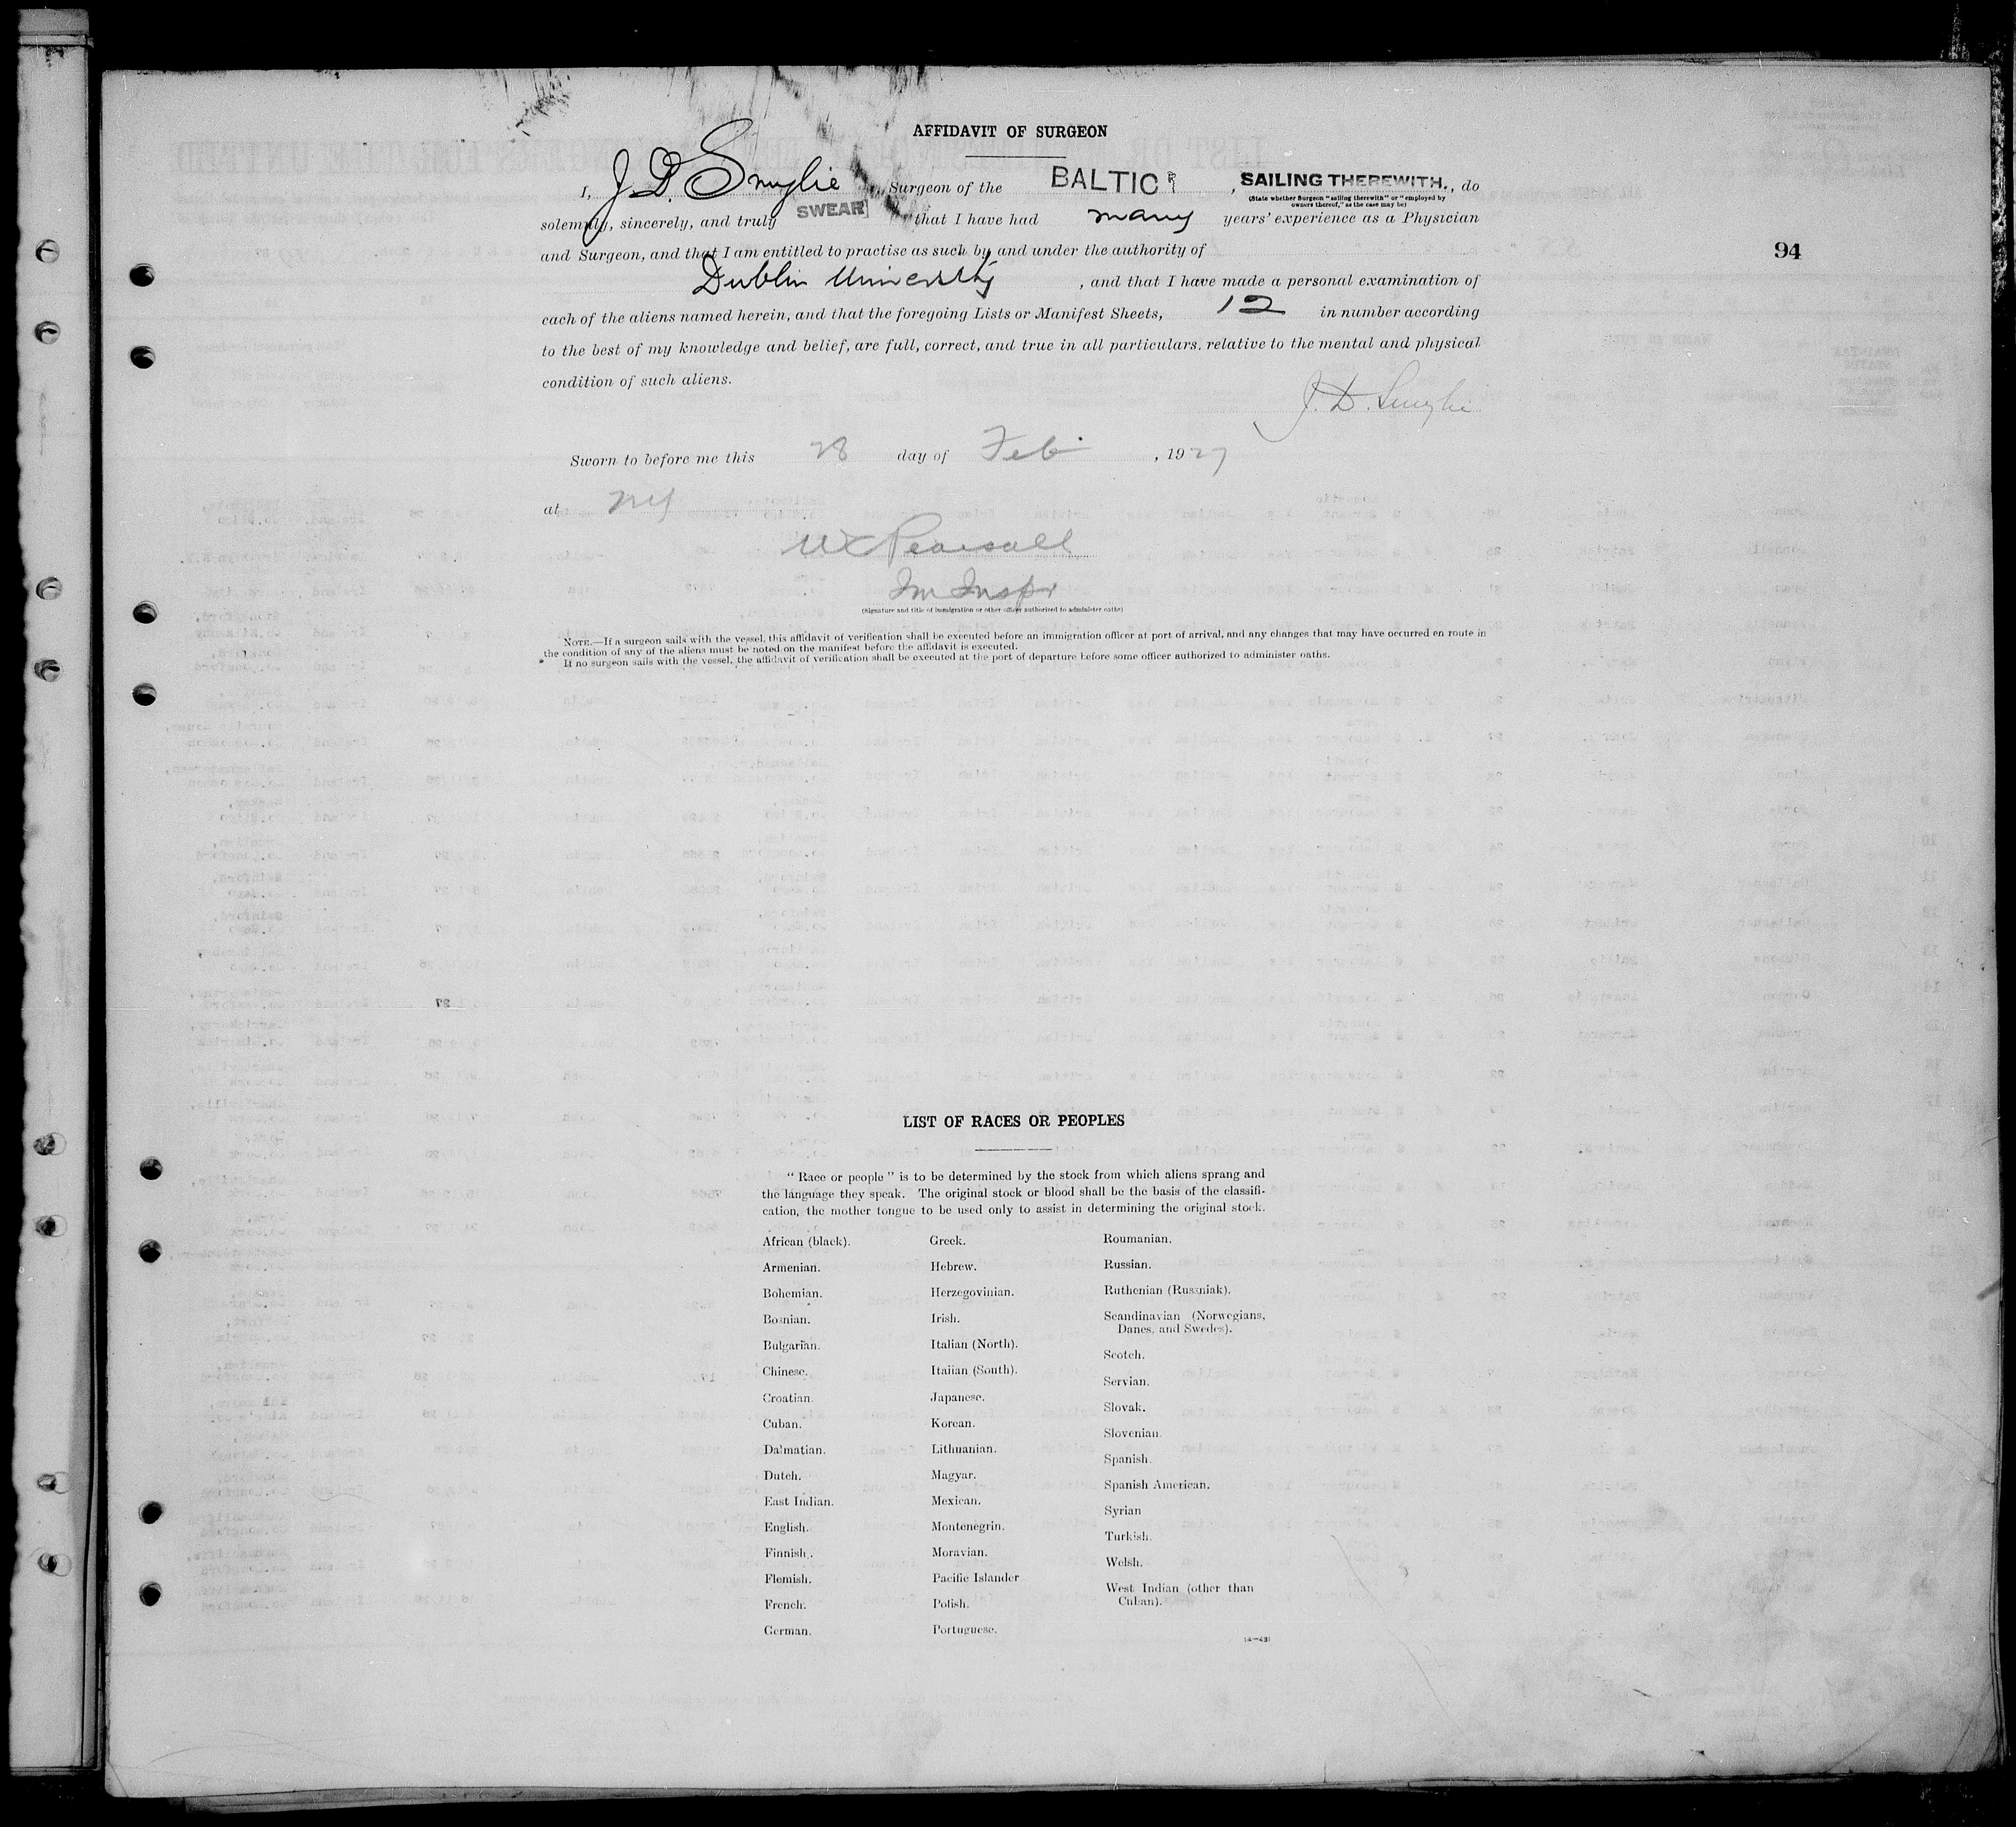 AFFIDAVIT OF SURGEON
I, J. D. Smylie, Surgeon of the BALTIC, SAILING THEREWITH., do
(State whether Surgeon "sailing therewith" or "employed by
owners thereof," as the case may be)
solemnly, sincerely, and truly SWEAR that I have had many years' experience as a Physician
and Surgeon, and that I am entitled to practise as such by and under the authority of
94
Dublin University, and that I have made a personal examination of
each of the aliens named herein, and that the foregoing Lists or Manifest Sheets, 12 in number according
to the best of my knowledge and belief, are full, correct, and true in all particulars, relative to the mental and physical
condition of such aliens.
J. D. Smylie
Sworn to before me this 28 day of Feb, 1927
at NY
Pearsall
Im Inspr
(Signature and title of immigration or other officer authorized to administer oaths)
NOTE.—If a surgeon sails with the vessel, this affidavit of verification shall be executed before an immigration officer at port of arrival, and any changes that may have occurred en route in
the condition of any of the aliens must be noted on the manifest before the affidavit is executed.
If no surgeon sails with the vessel, the affidavit of verification shall be executed at the port of departure before some officer authorized to administer oaths.
LIST OF RACES OR PEOPLES
"Race or people" is to be determined by the stock from which aliens sprang and
the language they speak. The original stock or blood shall be the basis of the classifi-
cation, the mother tongue to be used only to assist in determining the original stock.
African (black).
Armenian.
Bohemian.
Bosnian.
Bulgarian.
Chinese.
Croatian.
Cuban.
Dalmatian.
Dutch.
East Indian.
English.
Finnish.
Flemish.
French.
German.
Greek.
Hebrew.
Herzegovinian.
Irish.
Italian (North).
Italian (South).
Japanese.
Korean.
Lithuanian.
Magyar.
Mexican.
Montenegrin.
Moravian.
Pacific Islander
Polish.
Portuguese.
Roumanian.
Russian.
Ruthenian (Russniak).
Scandinavian (Norwegians,
Danes, and Swedes).
Scotch.
Servian.
Slovak.
Slovenian.
Spanish.
Spanish American.
Syrian
Turkish.
Welsh.
West Indian (other than
Cuban).